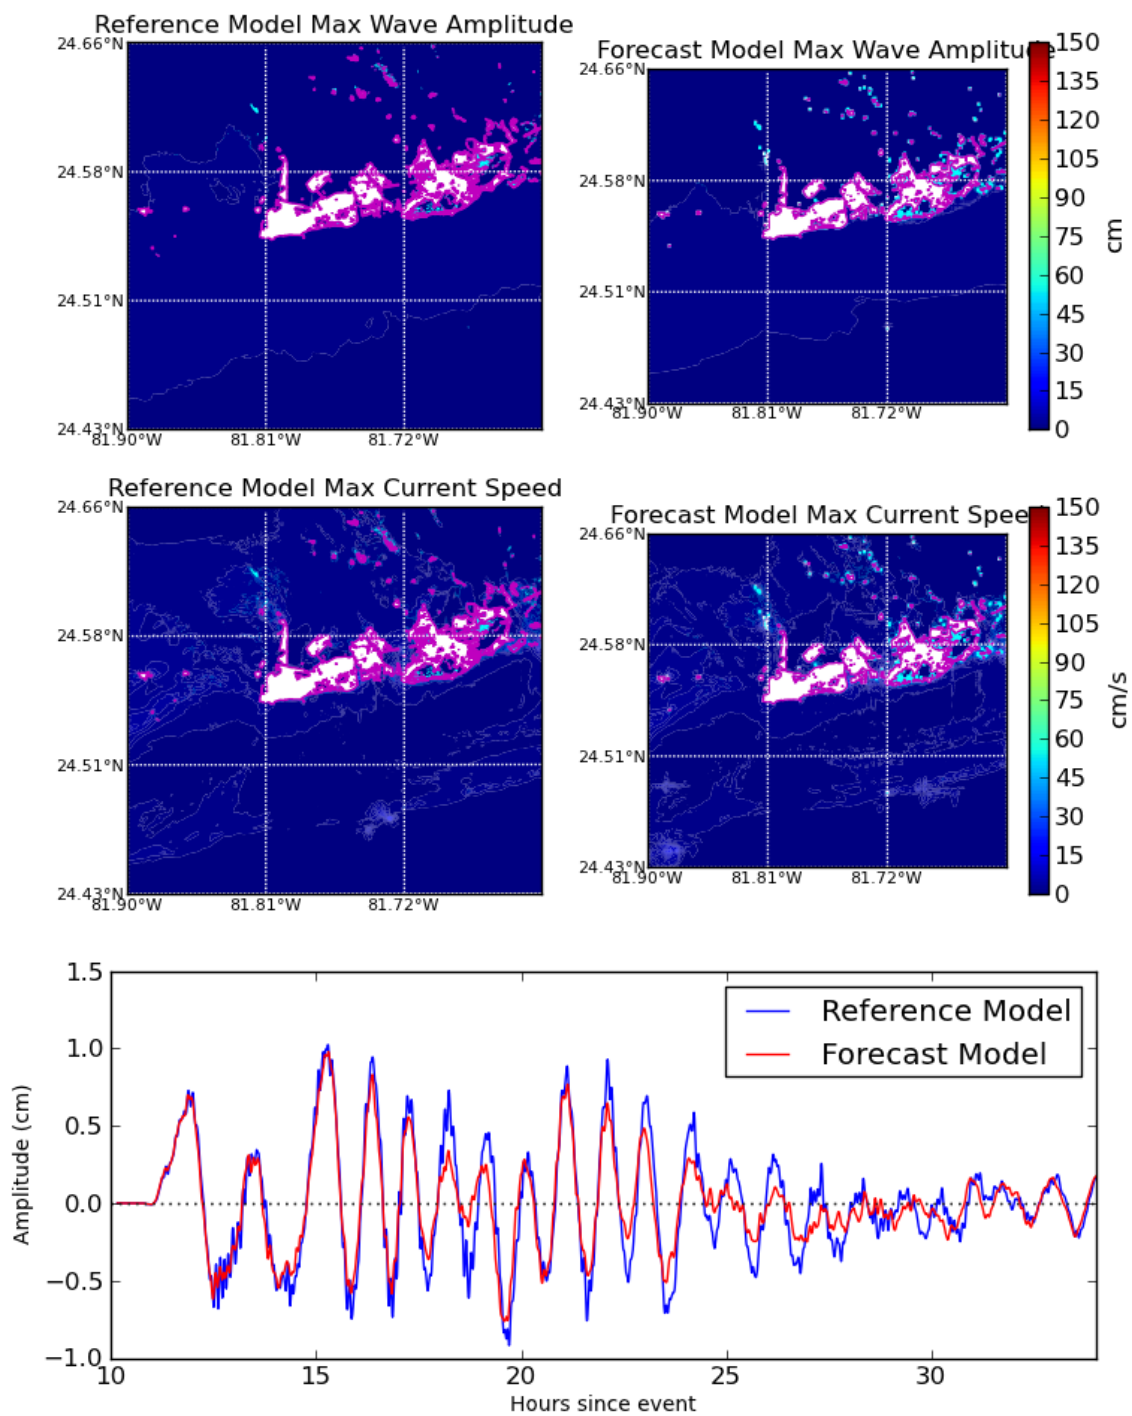 Reference Model Max Wave Amplitude
24.66°N
24.58°N
24.51°N
24.43°N
81.90°W 81.81°W 81.72°W
Forecast Model Max Wave Amplitude
24.66°N
24.58°N
24.51°N
24.43°N
81.90°W 81.81°W 81.72°W
150
135
120
105
90
75
60
45
30
15
0
cm
Reference Model Max Current Speed
24.66°N
24.58°N
24.51°N
24.43°N
81.90°W 81.81°W 81.72°W
Forecast Model Max Current Speed
24.66°N
24.58°N
24.51°N
24.43°N
81.90°W 81.81°W 81.72°W
150
135
120
105
90
75
60
45
30
15
0
cm/s
1.5
1.0
0.5
0.0
−0.5
−1.0
Amplitude (cm)
Reference Model
Forecast Model
10 15 20 25 30
Hours since event